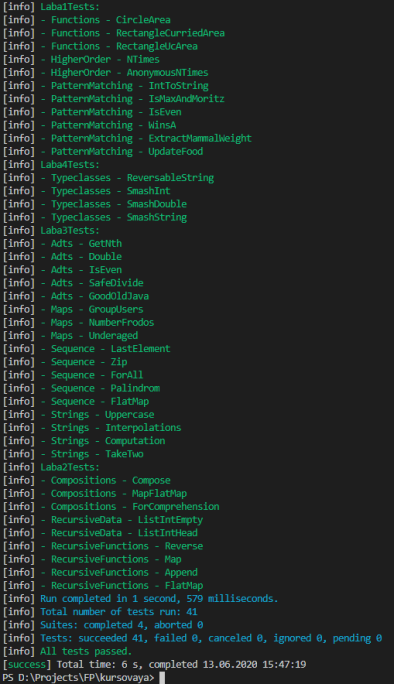 [info] Laba1Tests:
[info] - Functions - CircleArea
[info] - Functions - RectangleCurriedArea
[info] - Functions - RectangleUcArea
[info] - HigherOrder - NTimes
[info] - HigherOrder - AnonymousNTimes
[info] - PatternMatching - IntToString
[info] - PatternMatching - IsMaxAndMoritz
[info] - PatternMatching - IsEven
[info] - PatternMatching - WinsA
[info] - PatternMatching - ExtractMammalWeight
[info] - PatternMatching - UpdateFood
[info] Laba4Tests:
[info] - Typeclasses - ReversableString
[info] - Typeclasses - SmashInt
[info] - Typeclasses - SmashDouble
[info] - Typeclasses - SmashString
[info] Laba3Tests:
[info] - Adts - GetNth
[info] - Adts - Double
[info] - Adts - IsEven
[info] - Adts - SafeDivide
[info] - Adts - GoodOldJava
[info] - Maps - GroupUsers
[info] - Maps - NumberFrodos
[info] - Maps - Underaged
[info] - Sequence - LastElement
[info] - Sequence - Zip
[info] - Sequence - ForAll
[info] - Sequence - Palindrom
[info] - Sequence - FlatMap
[info] - Strings - Uppercase
[info] - Strings - Interpolations
[info] - Strings - Computation
[info] - Strings - TakeTwo
[info] Laba2Tests:
[info] - Compositions - Compose
[info] - Compositions - MapFlatMap
[info] - Compositions - ForComprehension
[info] - RecursiveData - ListIntEmpty
[info] - RecursiveData - ListIntHead
[info] - RecursiveFunctions - Reverse
[info] - RecursiveFunctions - Map
[info] - RecursiveFunctions - Append
[info] - RecursiveFunctions - FlatMap
[info] Run completed in 1 second, 579 milliseconds.
[info] Total number of tests run: 41
[info] Suites: completed 4, aborted 0
[info] Tests: succeeded 41, failed 0, canceled 0, ignored 0, pending 0
[info] All tests passed.
[success] Total time: 6 s, completed 13.06.2020 15:47:19
PS D:\Projects\FP\kursovaya>